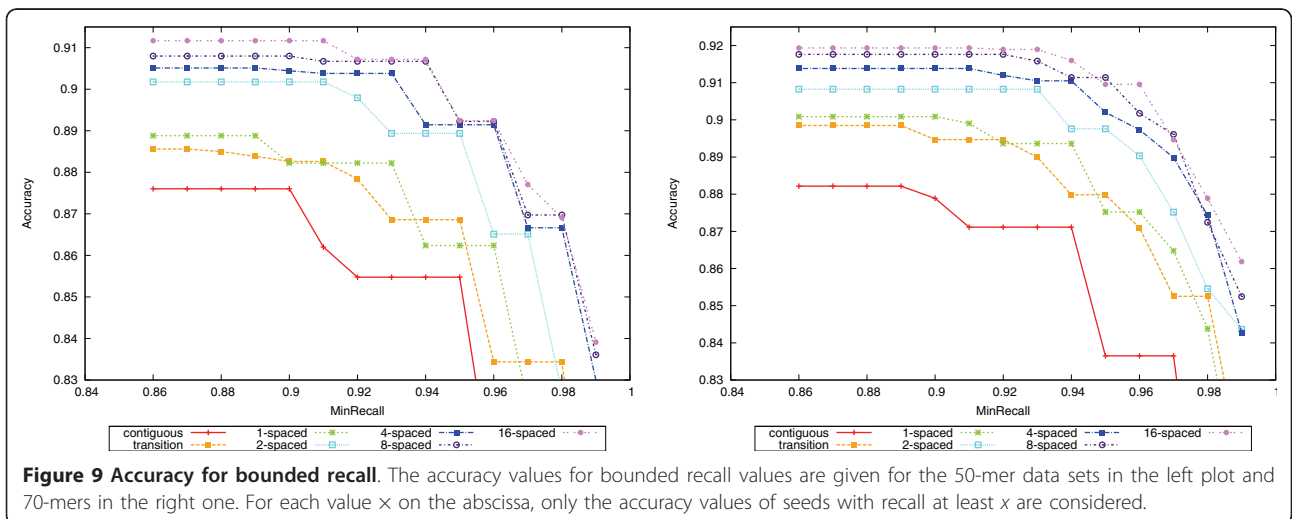 0.91
0.9
0.89
0.88
0.87
0.86
0.85
0.84
0.83
Accuracy
0.84 0.86 0.88 0.9 0.92 0.94 0.96 0.98 1
MinRecall
contiguous 1-spaced 4-spaced 16-spaced
transition 2-spaced 8-spaced
0.92
0.91
0.9
0.89
0.88
0.87
0.86
0.85
0.84
0.83
Accuracy
0.84 0.86 0.88 0.9 0.92 0.94 0.96 0.98 1
MinRecall
contiguous 1-spaced 4-spaced 16-spaced
transition 2-spaced 8-spaced
Figure 9 Accuracy for bounded recall. The accuracy values for bounded recall values are given for the 50-mer data sets in the left plot and
70-mers in the right one. For each value × on the abscissa, only the accuracy values of seeds with recall at least x are considered.